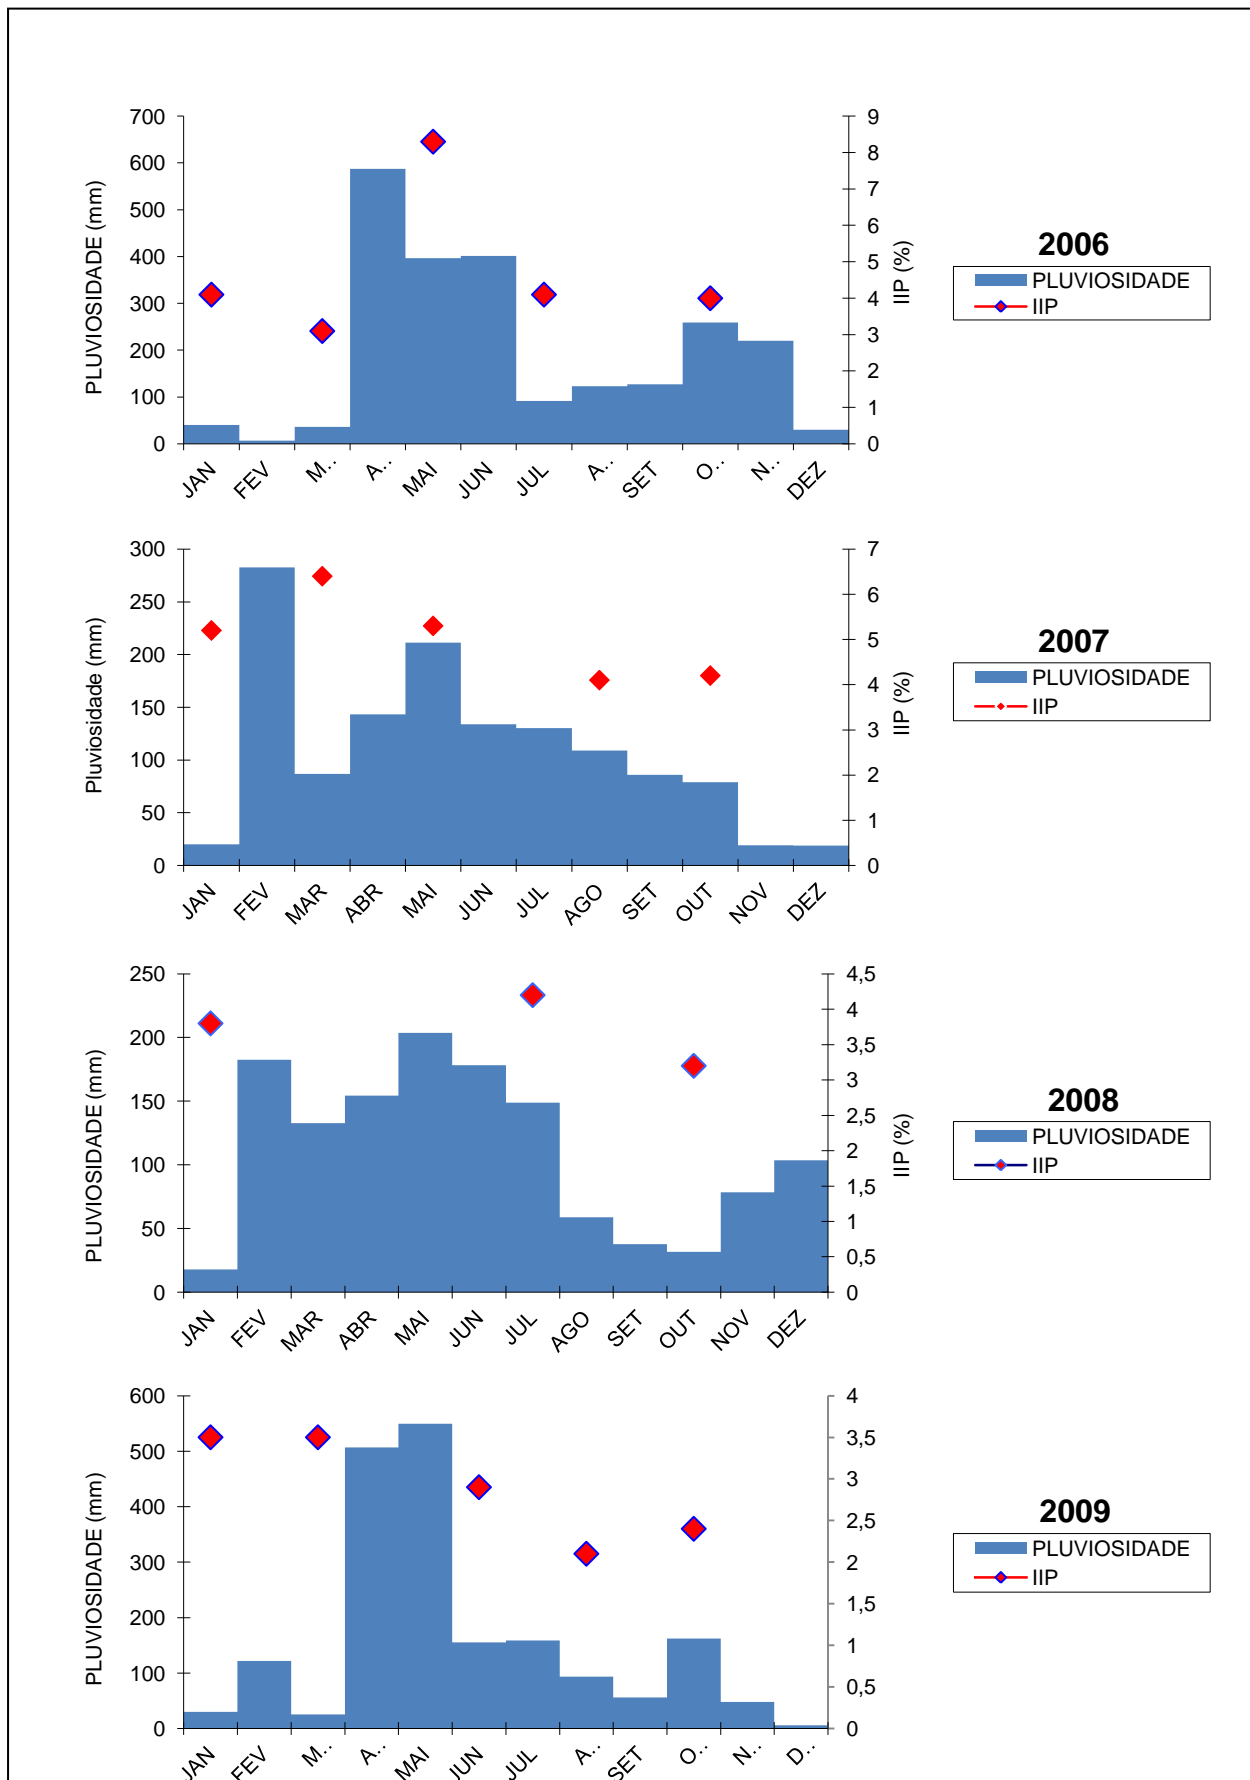 PLUVIOSIDADE (mm)
700
600
500
400
300
200
100
0
9
8
7
6
5
4
3
2
1
0
IIP (%)
JAN
FEV
M..
A..
MAI
JUN
JUL
A..
SET
O..
N..
DEZ
2006
PLUVIOSIDADE
IIP
Pluviosidade (mm)
300
250
200
150
100
50
0
7
6
5
4
3
2
1
0
IIP (%)
JAN
FEV
MAR
ABR
MAI
JUN
JUL
AGO
SET
OUT
NOV
DEZ
2007
PLUVIOSIDADE
IIP
PLUVIOSIDADE (mm)
250
200
150
100
50
0
4,5
4
3,5
3
2,5
2
1,5
1
0,5
0
IIP (%)
JAN
FEV
MAR
ABR
MAI
JUN
JUL
AGO
SET
OUT
NOV
DEZ
2008
PLUVIOSIDADE
IIP
PLUVIOSIDADE (mm)
600
500
400
300
200
100
0
4
3,5
3
2,5
2
1,5
1
0,5
0
JAN
FEV
M..
A..
MAI
JUN
JUL
A..
SET
O..
N..
D..
2009
PLUVIOSIDADE
IIP